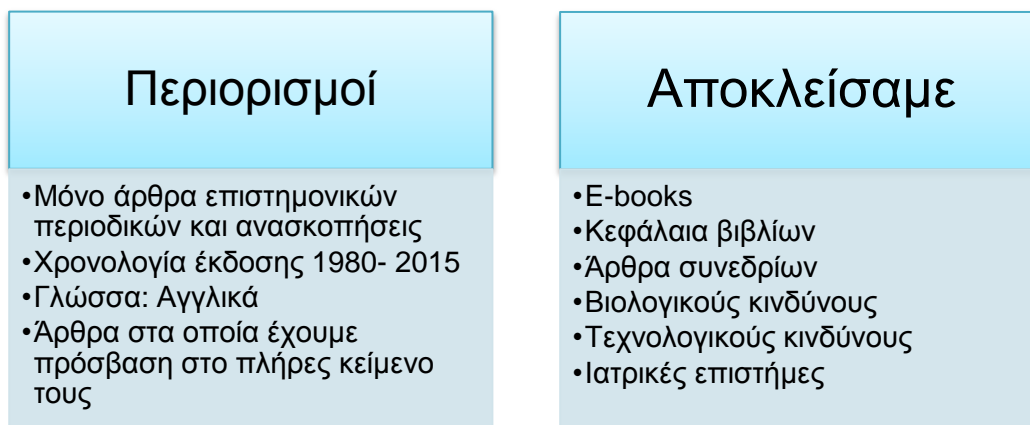 Περιορισμοί
•Μόνο άρθρα επιστημονικών
περιοδικών και ανασκοπήσεις
•Χρονολογία έκδοσης 1980- 2015
•Γλώσσα: Αγγλικά
•Άρθρα στα οποία έχουμε
πρόσβαση στο πλήρες κείμενο
τους
Αποκλείσαμε
•E-books
•Κεφάλαια βιβλίων
•Άρθρα συνεδρίων
•Βιολογικούς κινδύνους
•Τεχνολογικούς κινδύνους
•Ιατρικές επιστήμες